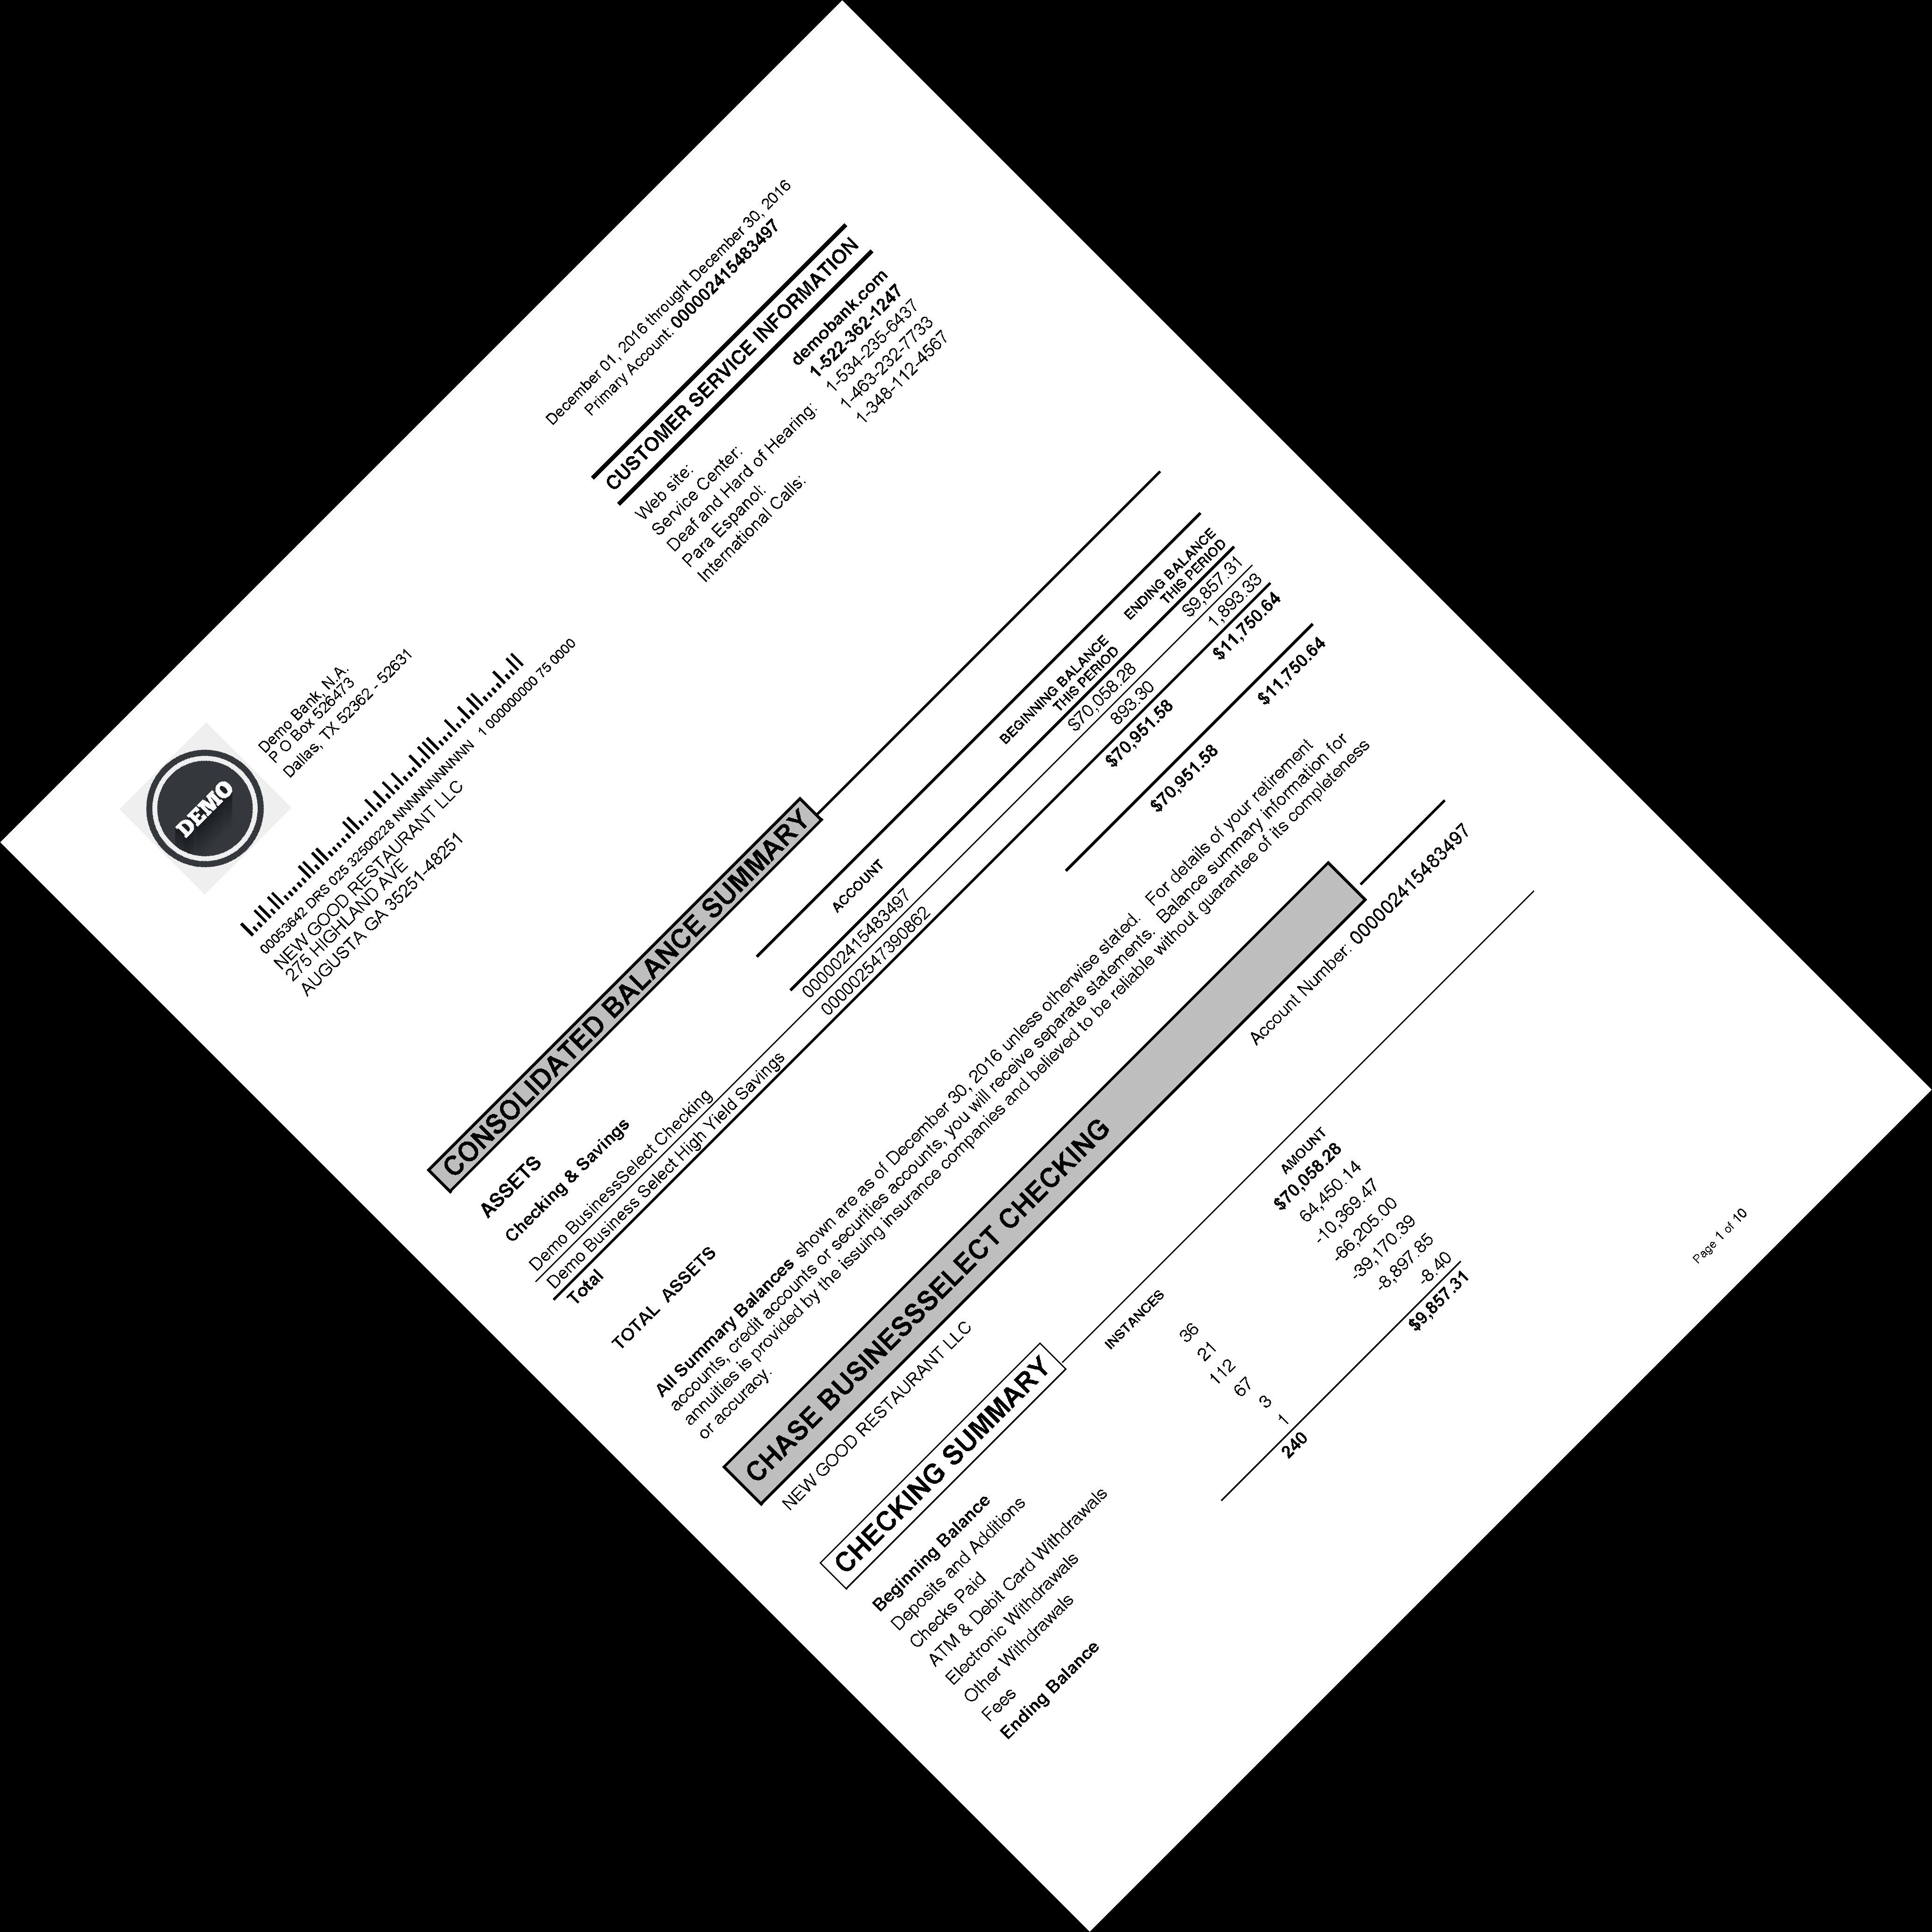 DEMO
Demo Bank, N.A.
P O Box 526473
Dallas, TX 52362 - 52631
December 01, 2016 throught December 30, 2016
Primary Account: 000002415483497
00053642 DRS 025 32500228 NNNNNNNNNNN 1 000000000 75 0000
NEW GOOD RESTAURANT LLC
275 HIGHLAND AVE
AUGUSTA GA 35251-48251
CUSTOMER SERVICE INFORMATION
Web site: demobank.com
Service Center: 1-522-362-1247
Deaf and Hard of Hearing: 1-534-235-6437
Para Espanol: 1-463-232-7733
International Calls: 1-348-112-4567
CONSOLIDATED BALANCE SUMMARY
ASSETS
Checking & Savings ACCOUNT BEGINNING BALANCE THIS PERIOD ENDING BALANCE THIS PERIOD
Demo BusinessSelect Checking 000002415483497 $70,058.28 $9,857.31
Demo Business Select High Yield Savings 000002547390862 893.30 1,893.33
Total $70,951.58 $11,750.64
TOTAL ASSETS $70,951.58 $11,750.64
All Summary Balances shown are as of December 30, 2016 unless otherwise stated. For details of your retirement
accounts, credit accounts or securities accounts, you will receive separate statements. Balance summary information for
annuities is provided by the issuing insurance companies and believed to be reliable without guarantee of its completeness
or accuracy.
CHASE BUSINESSSELECT CHECKING
NEW GOOD RESTAURANT LLC Account Number: 000002415483497
CHECKING SUMMARY
INSTANCES AMOUNT
Beginning Balance $70,058.28
Deposits and Additions 36 64,450.14
Checks Paid 21 -10,369.47
ATM & Debit Card Withdrawals 112 -66,205.00
Electronic Withdrawals 67 -39,170.39
Other Withdrawals 3 -8,897.85
Fees 1 -8.40
Ending Balance 240 $9,857.31
Page 1 of 10